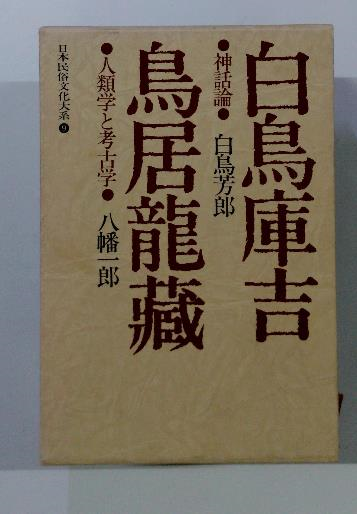 白鳥庫吉
●神話論●白鳥芳郎
鳥居龍藏
●人類学と考古学●八幡一郎
日本民俗文化大系❾